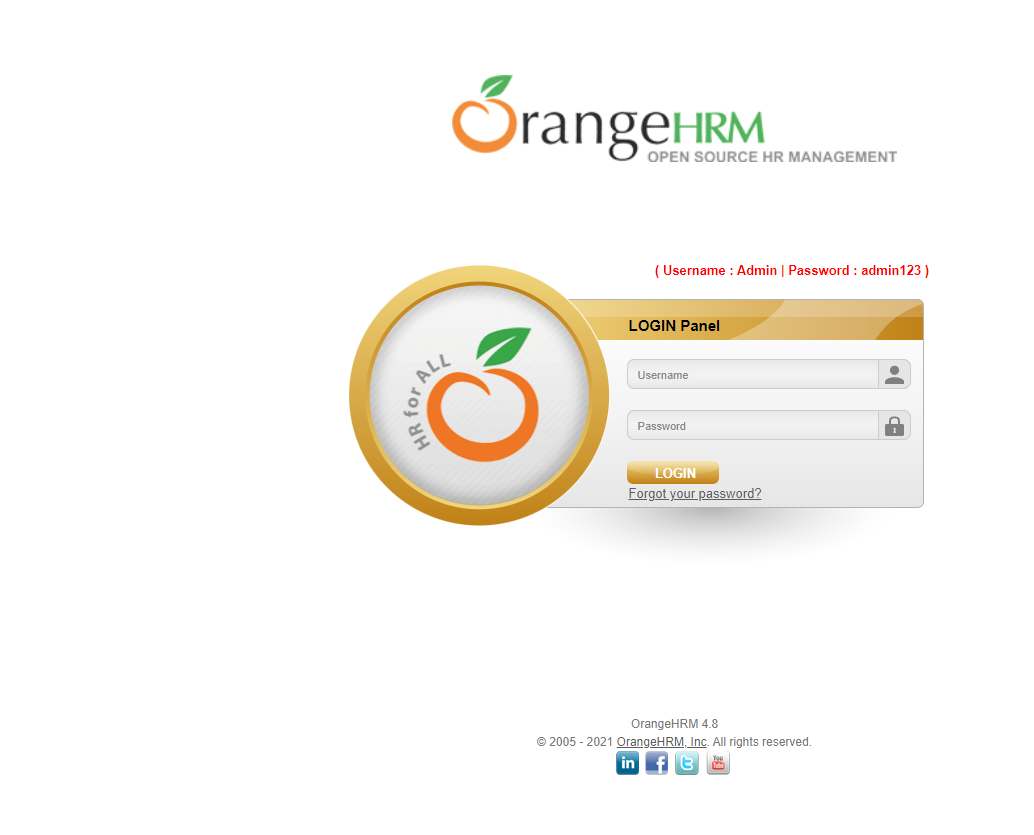 OrangeHRM
OPEN SOURCE HR MANAGEMENT
( Username : Admin | Password : admin123 )
HR for ALL
LOGIN Panel
Username
Password
LOGIN
Forgot your password?
OrangeHRM 4.8
© 2005 - 2021 OrangeHRM, Inc. All rights reserved.
in f t You Tube